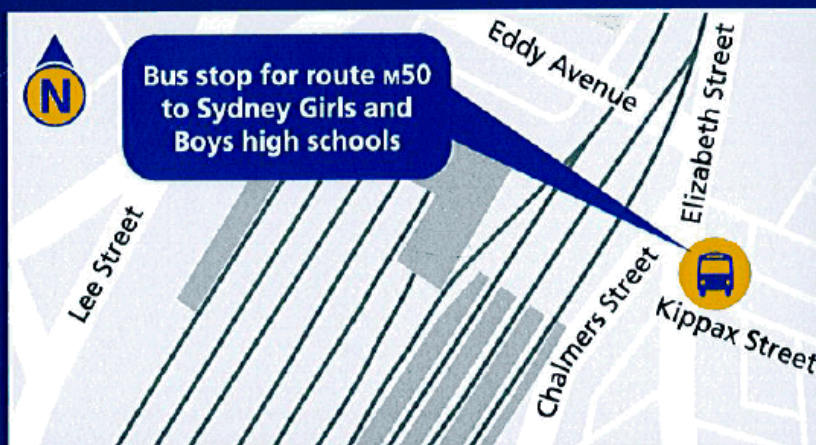 N
Bus stop for route M50
to Sydney Girls and
Boys high schools
Eddy Avenue
Elizabeth Street
Lee Street
Chalmers Street
Kippax Street